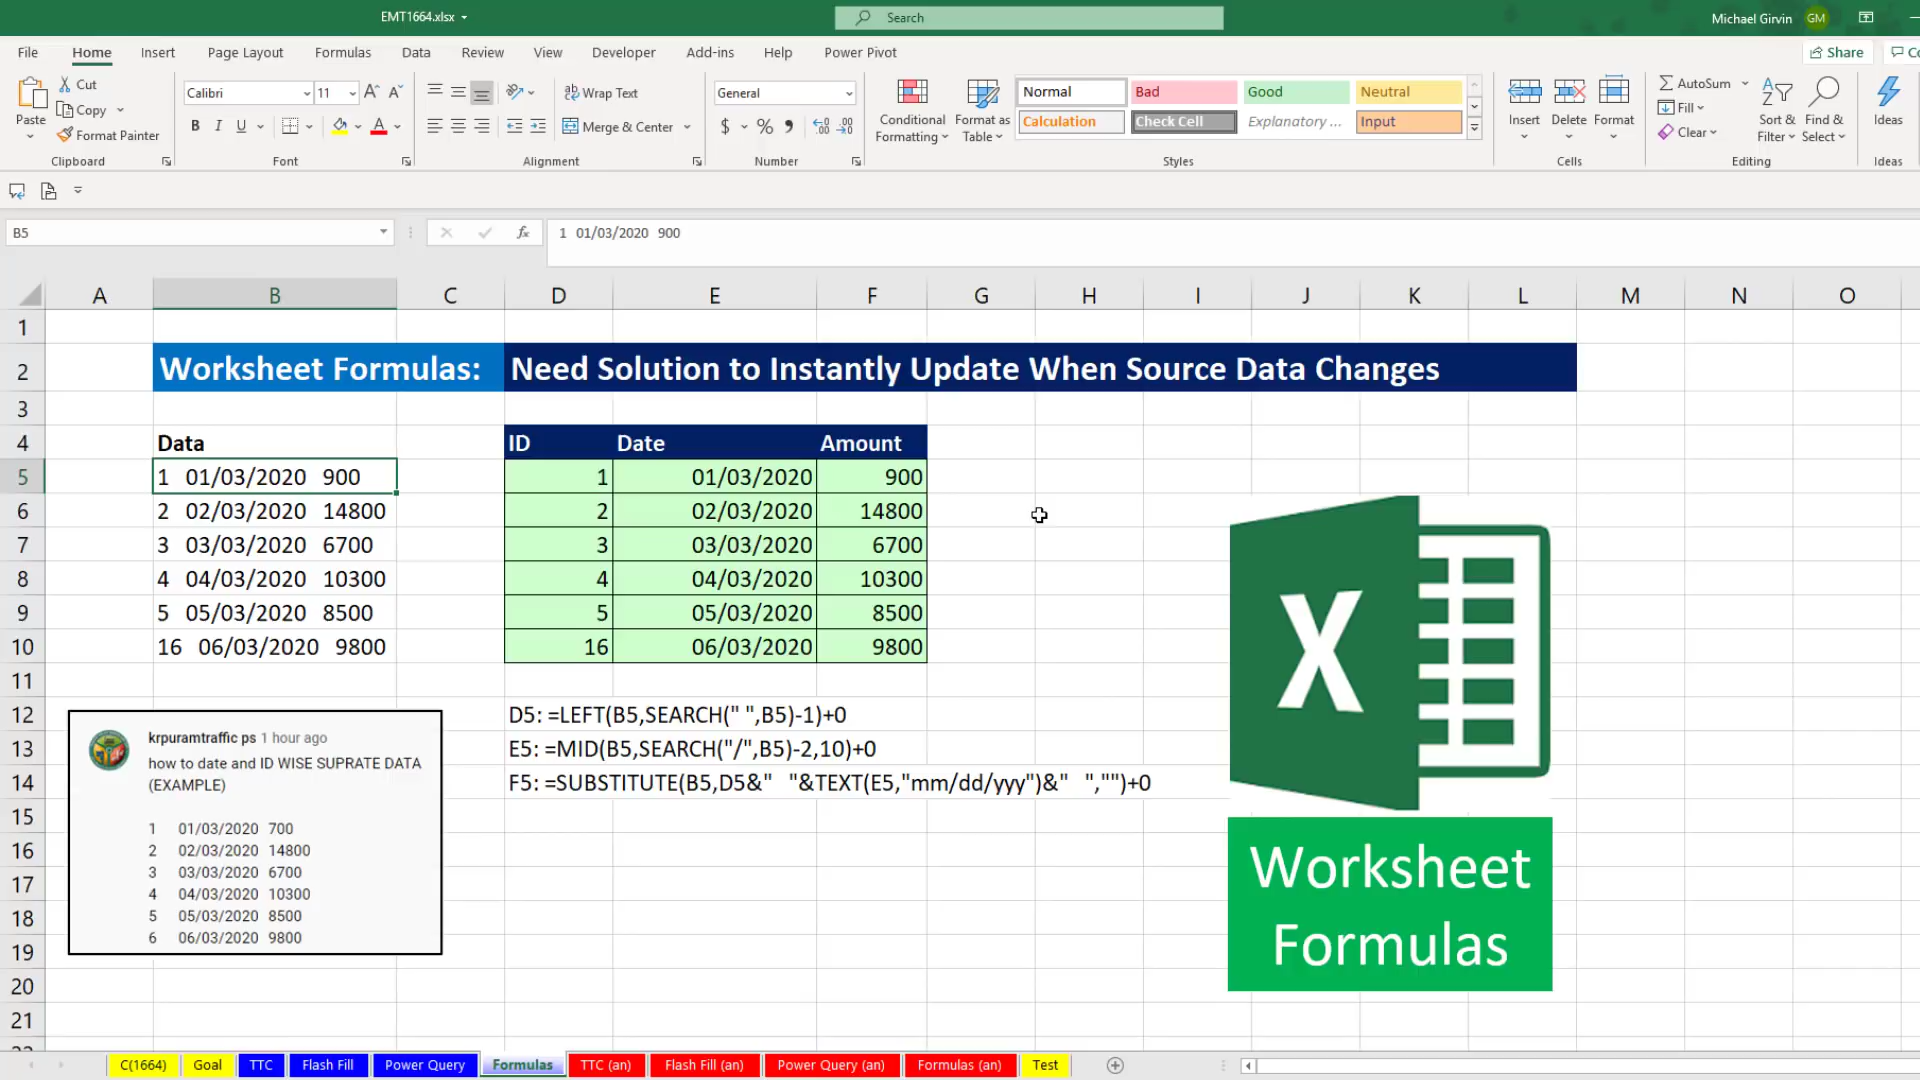 EMT1664.xlsx
Search
Michael Girvin
GM
File Home Insert Page Layout Formulas Data Review View Developer Add-ins Help Power Pivot
Share
Paste
Cut
Copy
Format Painter
Clipboard
Calibri 11
B I U
Font
Wrap Text
Merge & Center
Alignment
General
$ % 9
Number
Conditional Formatting
Format as Table
Normal Bad Good Neutral
Calculation Check Cell Explanatory ... Input
Styles
Insert Delete Format
Cells
AutoSum
Fill
Clear
Sort & Filter
Find & Select
Editing
Ideas
Ideas
B5
fx
1 01/03/2020 900
A B C D E F G H I J K L M N O
1
2 Worksheet Formulas: Need Solution to Instantly Update When Source Data Changes
3
4 Data ID Date Amount
5 1 01/03/2020 900 1 01/03/2020 900
6 2 02/03/2020 14800 2 02/03/2020 14800
7 3 03/03/2020 6700 3 03/03/2020 6700
8 4 04/03/2020 10300 4 04/03/2020 10300
9 5 05/03/2020 8500 5 05/03/2020 8500
10 16 06/03/2020 9800 16 06/03/2020 9800
11
12 D5: =LEFT(B5,SEARCH(" ",B5)-1)+0
13 E5: =MID(B5,SEARCH("/",B5)-2,10)+0
14 F5: =SUBSTITUTE(B5,D5&"   "&TEXT(E5,"mm/dd/yyy")&"   ","")+0
15
16
17
18
19
20
21
krpuramtraffic ps 1 hour ago
how to date and ID WISE SUPRATE DATA
(EXAMPLE)
1 01/03/2020 700
2 02/03/2020 14800
3 03/03/2020 6700
4 04/03/2020 10300
5 05/03/2020 8500
6 06/03/2020 9800
X
Worksheet
Formulas
C(1664) Goal TTC Flash Fill Power Query Formulas TTC (an) Flash Fill (an) Power Query (an) Formulas (an) Test